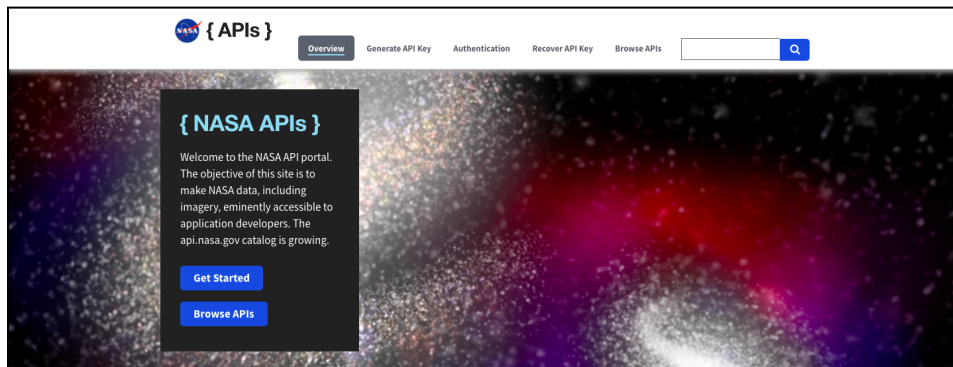 NASA { APIs }
Overview Generate API Key Authentication Recover API Key Browse APIs
{ NASA APIs }
Welcome to the NASA API portal.
The objective of this site is to
make NASA data, including
imagery, eminently accessible to
application developers. The
api.nasa.gov catalog is growing.
Get Started
Browse APIs